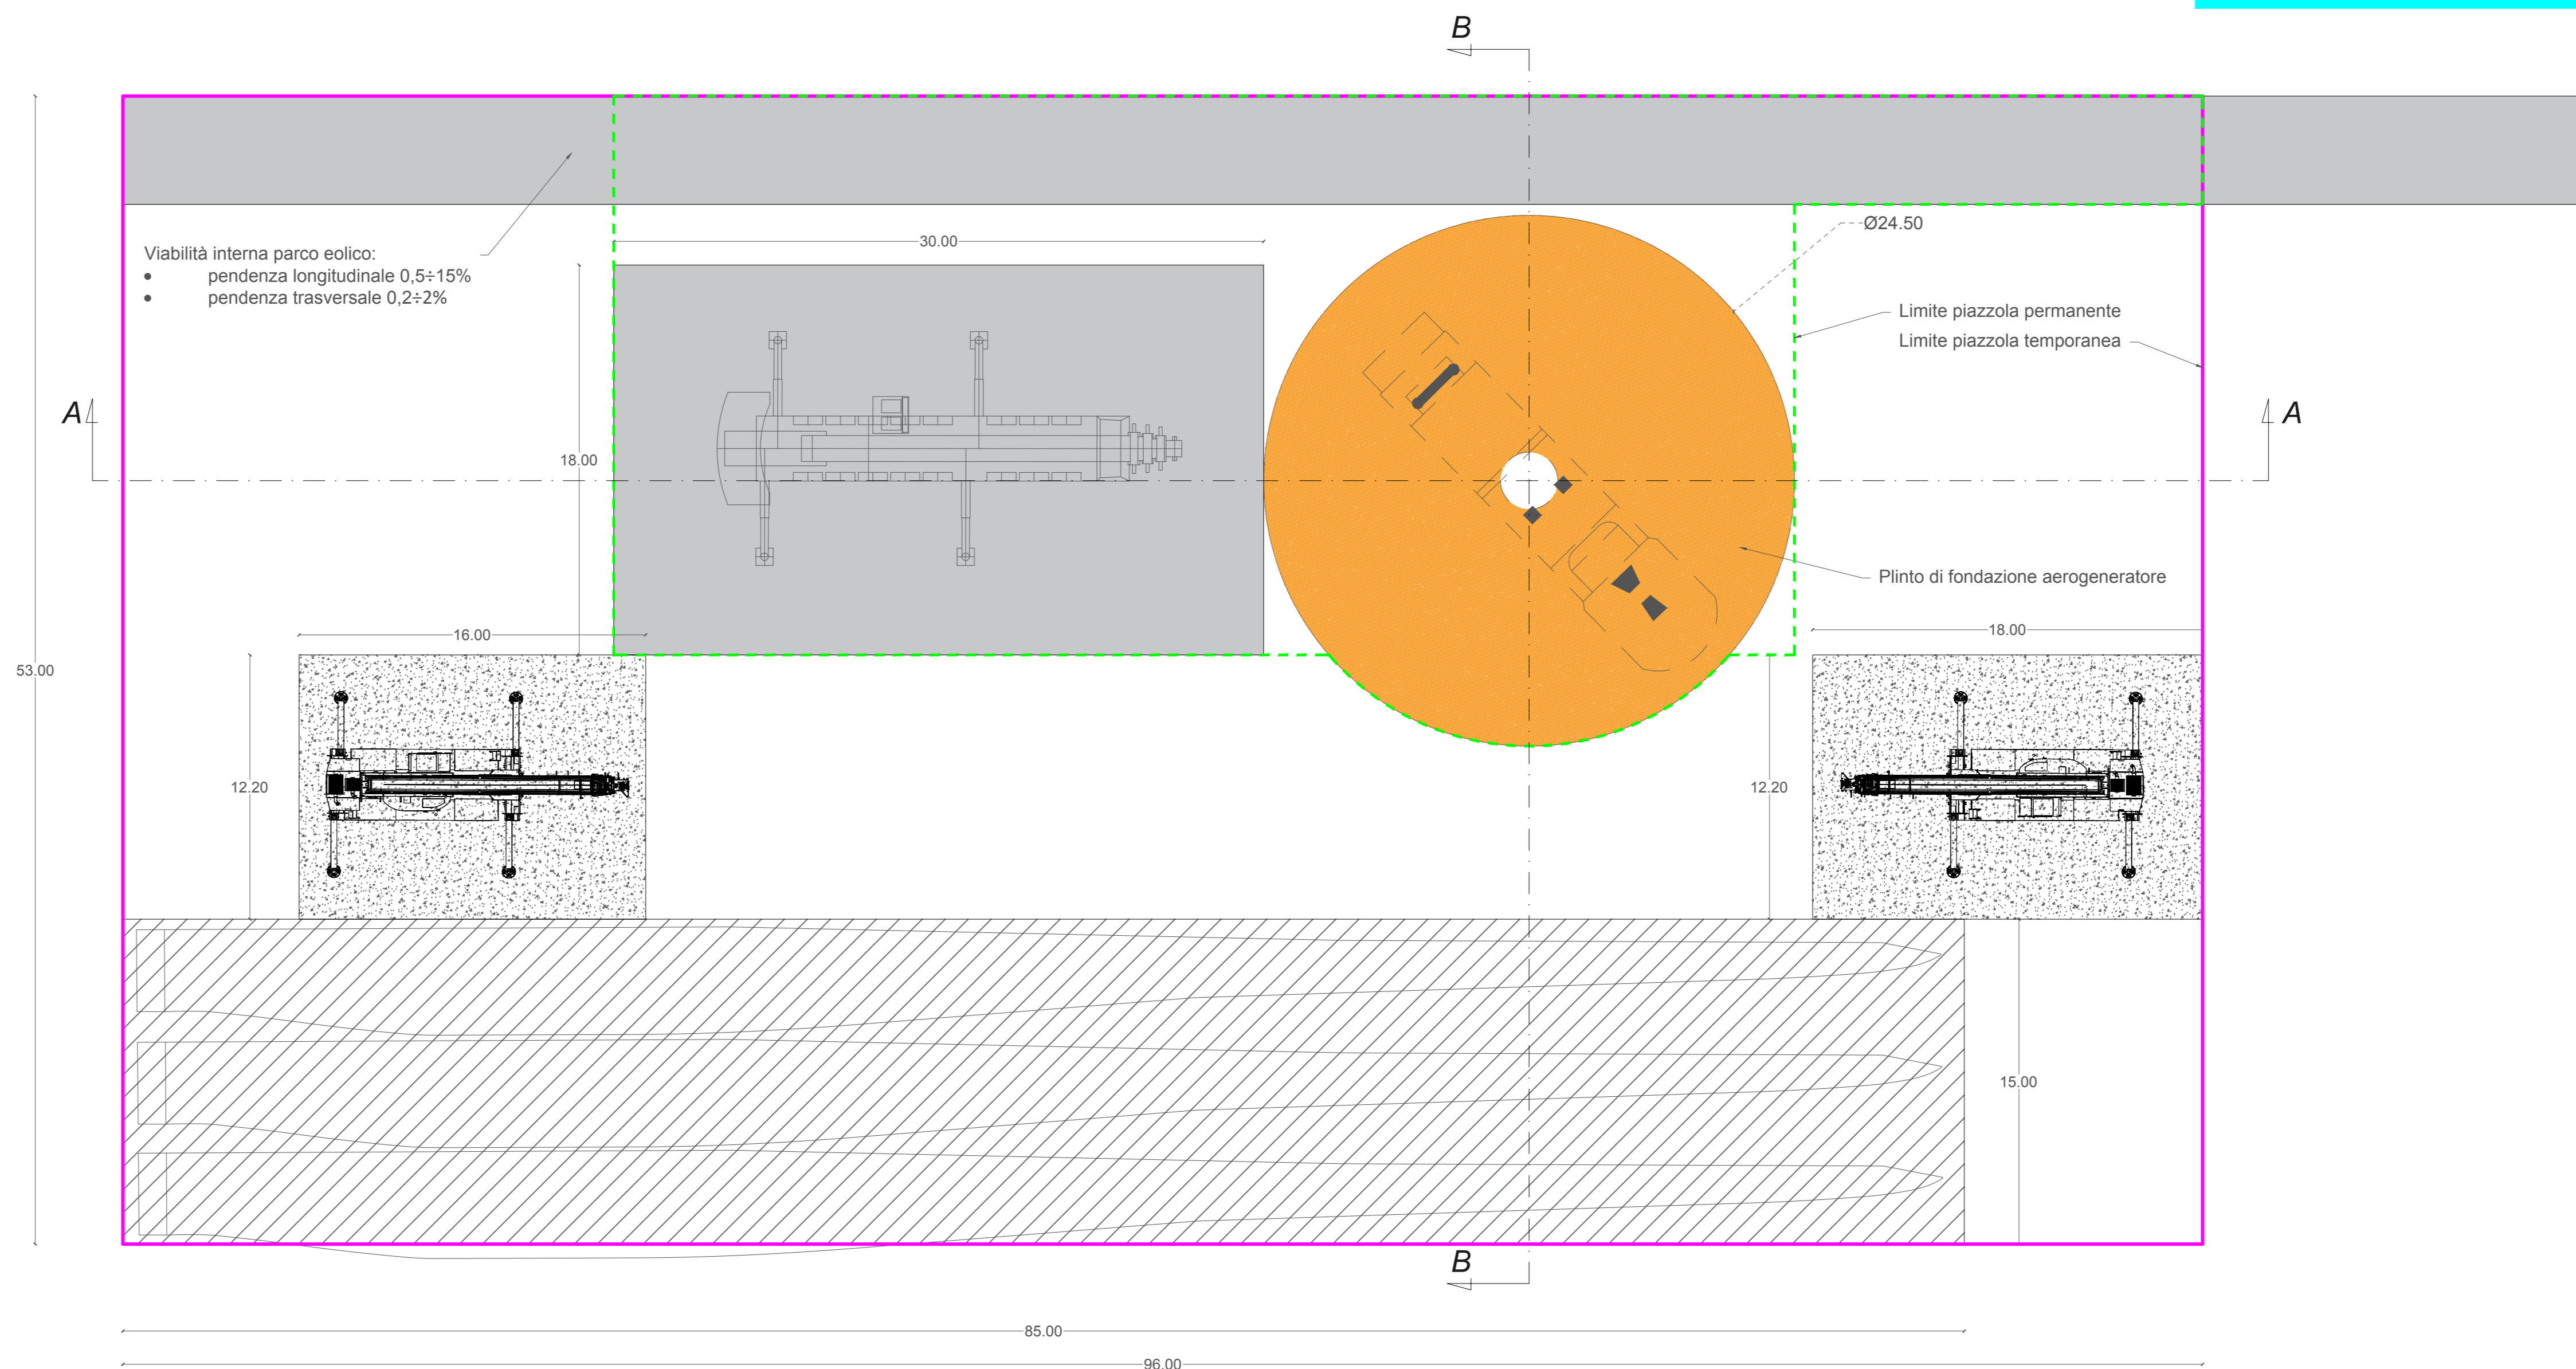 B
Viabilità interna parco eolico:
• pendenza longitudinale 0,5÷15%
• pendenza trasversale 0,2÷2%
30.00
Ø24.50
Limite piazzola permanente
Limite piazzola temporanea
A
A
18.00
Plinto di fondazione aerogeneratore
16.00
18.00
53.00
12.20
12.20
15.00
B
85.00
96.00